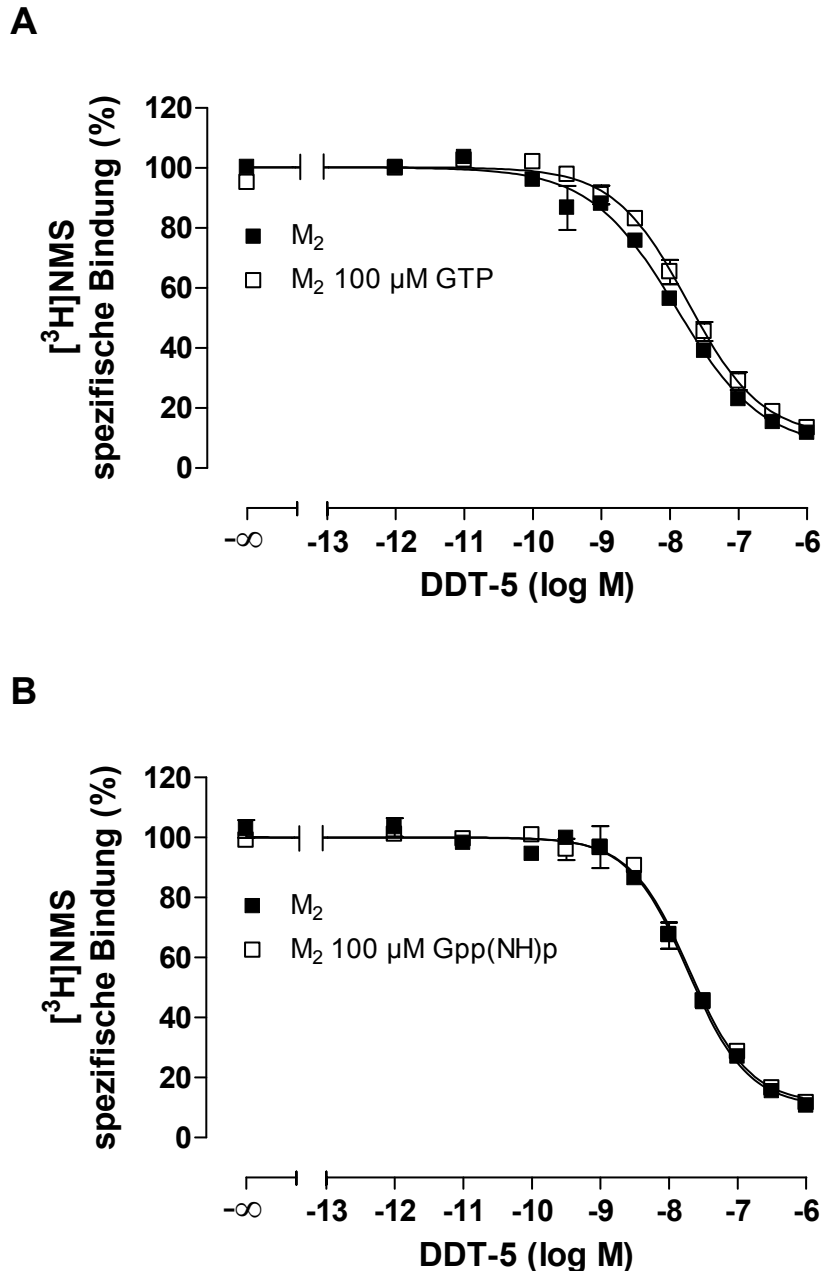 A
120
100
80
60
40
20
0
[³H]NMS
spezifische Bindung (%)
M₂
M₂ 100 µM GTP
-∞ -13 -12 -11 -10 -9 -8 -7 -6
DDT-5 (log M)
B
120
100
80
60
40
20
0
[³H]NMS
spezifische Bindung (%)
M₂
M₂ 100 µM Gpp(NH)p
-∞ -13 -12 -11 -10 -9 -8 -7 -6
DDT-5 (log M)